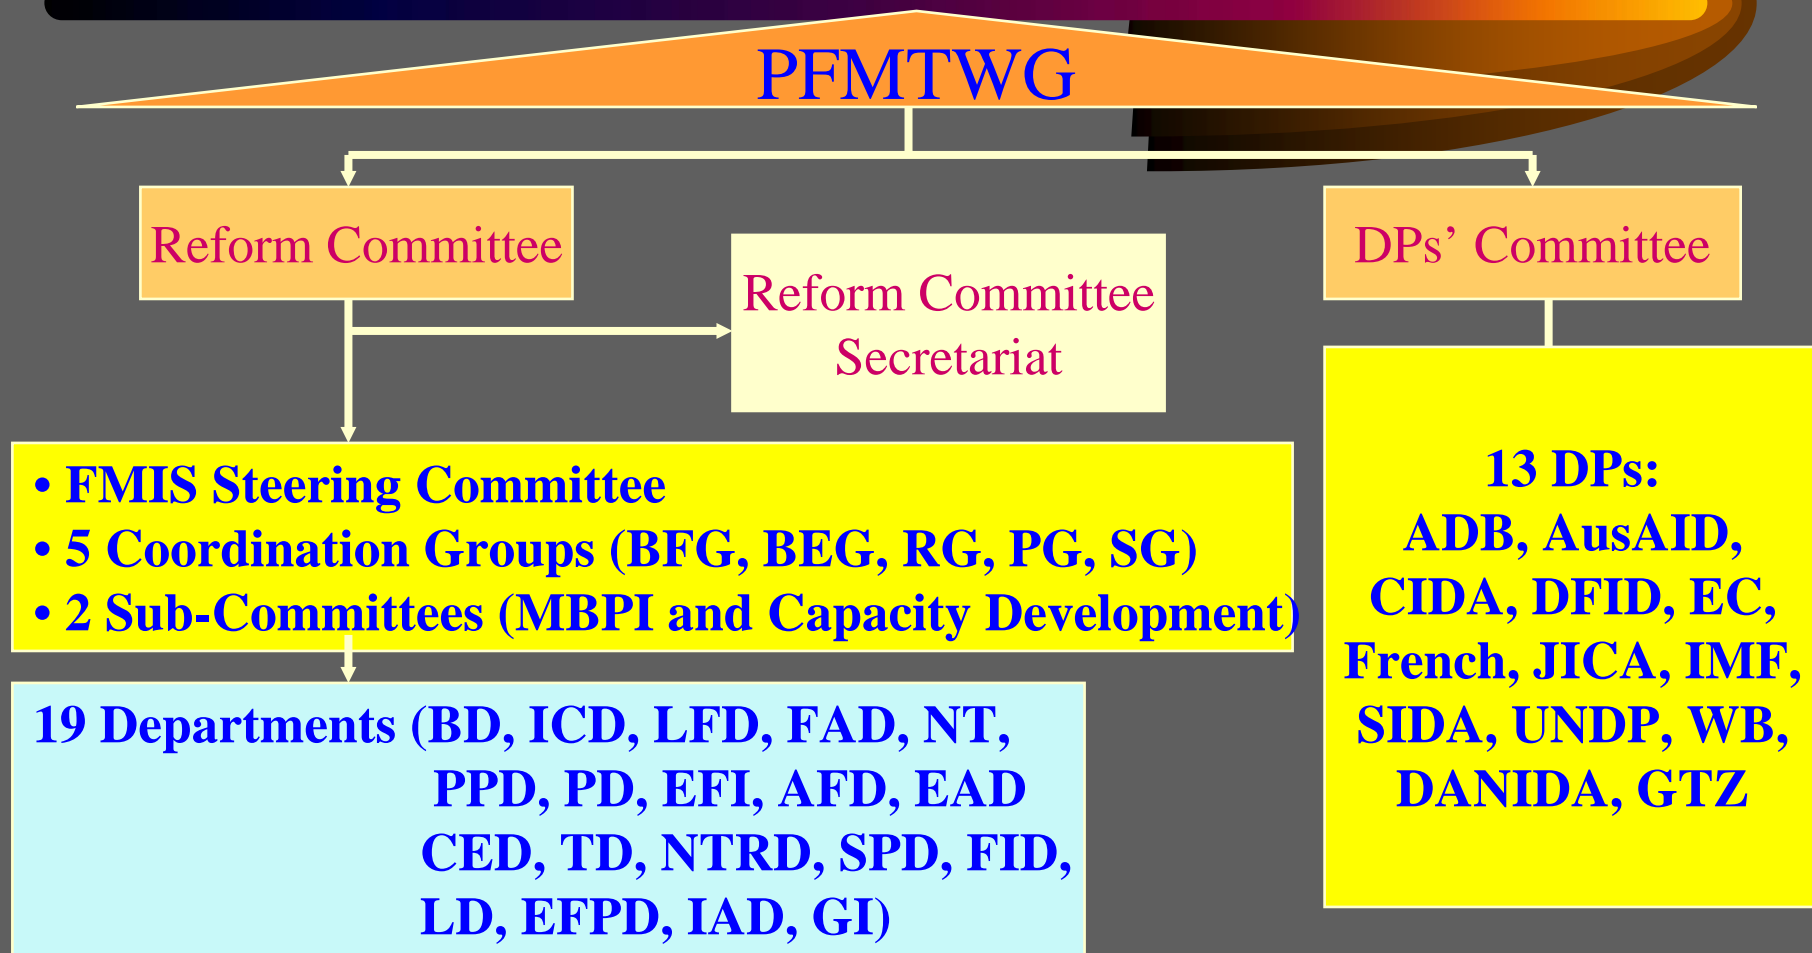 PFMTWG
Reform Committee
Reform Committee
Secretariat
DPs’ Committee
• FMIS Steering Committee
• 5 Coordination Groups (BFG, BEG, RG, PG, SG)
• 2 Sub-Committees (MBPI and Capacity Development)
19 Departments (BD, ICD, LFD, FAD, NT,
PPD, PD, EFI, AFD, EAD
CED, TD, NTRD, SPD, FID,
LD, EFPD, IAD, GI)
13 DPs:
ADB, AusAID,
CIDA, DFID, EC,
French, JICA, IMF,
SIDA, UNDP, WB,
DANIDA, GTZ